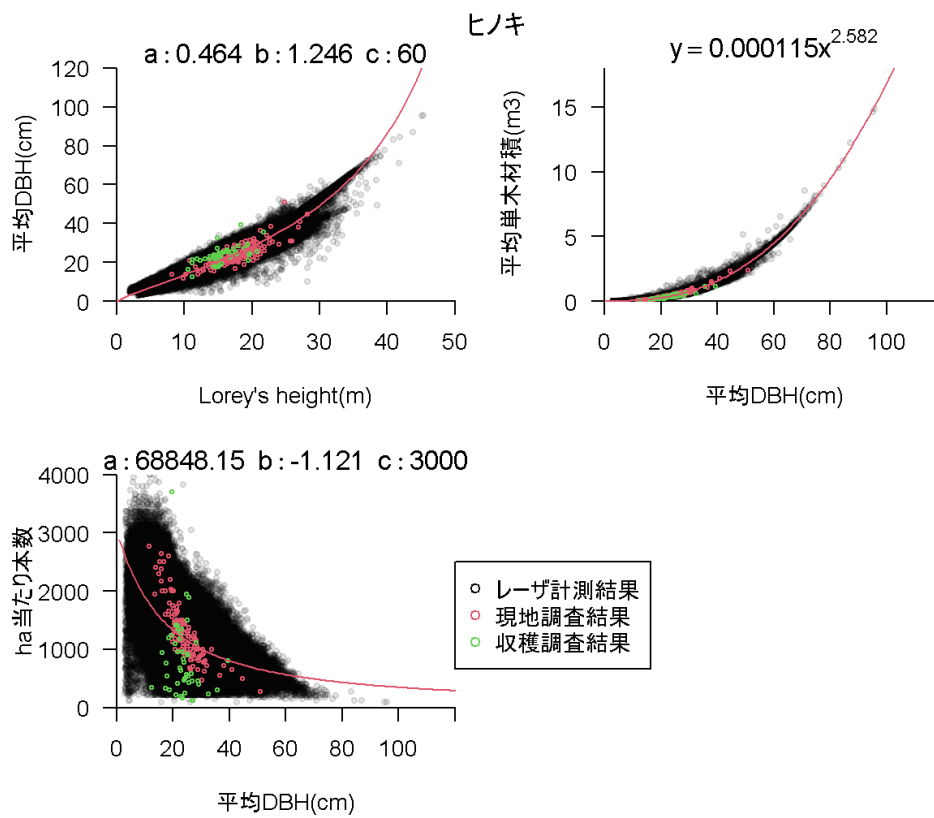 ヒノキ
a : 0.464 b : 1.246 c : 60
平均DBH(cm)
120
100
80
60
40
20
0
0 10 20 30 40 50
Lorey's height(m)
y = 0.000115x^2.582
平均単木材積(m3)
15
10
5
0
0 20 40 60 80 100
平均DBH(cm)
a : 68848.15 b : -1.121 c : 3000
ha当たり本数
4000
3000
2000
1000
0
0 20 40 60 80 100
平均DBH(cm)
レーザ計測結果
現地調査結果
収穫調査結果